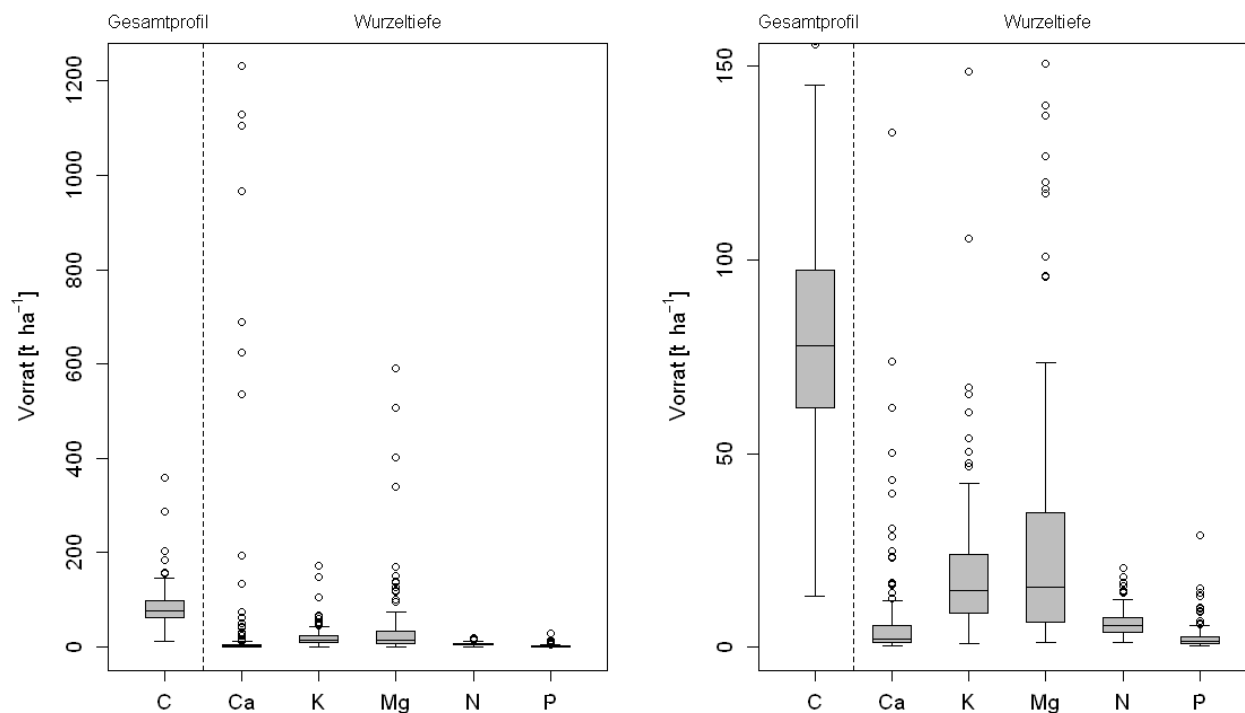 Gesamtprofil Wurzeltiefe
Vorrat [t ha⁻¹]
1200
1000
800
600
400
200
0
C Ca K Mg N P
Gesamtprofil Wurzeltiefe
Vorrat [t ha⁻¹]
150
100
50
0
C Ca K Mg N P